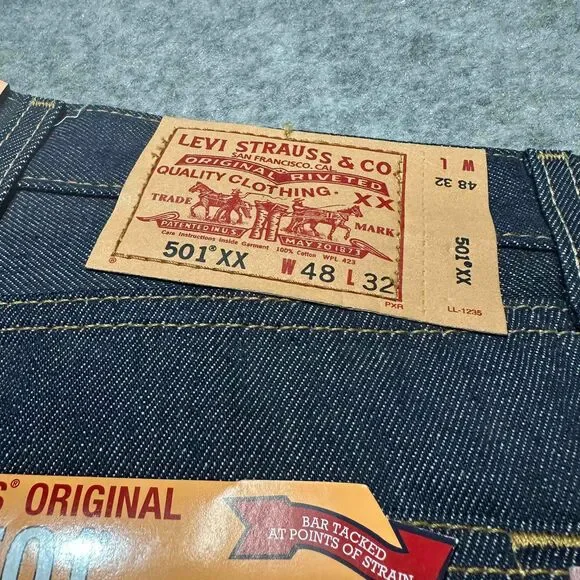 LEVI STRAUSS & CO.
SAN FRANCISCO, CAL.
ORIGINAL RIVETED
QUALITY CLOTHING. XX
TRADE MARK
PATENTED IN U.S. MAY 20 1873
Care Instructions Inside Garment 100% Cotton WPL 423
501® XX W 48 L 32
®
PXR
LL-1235
W L
48 32
501® XX
S® ORIGINAL
501
BAR TACKED
AT POINTS OF STRAIN